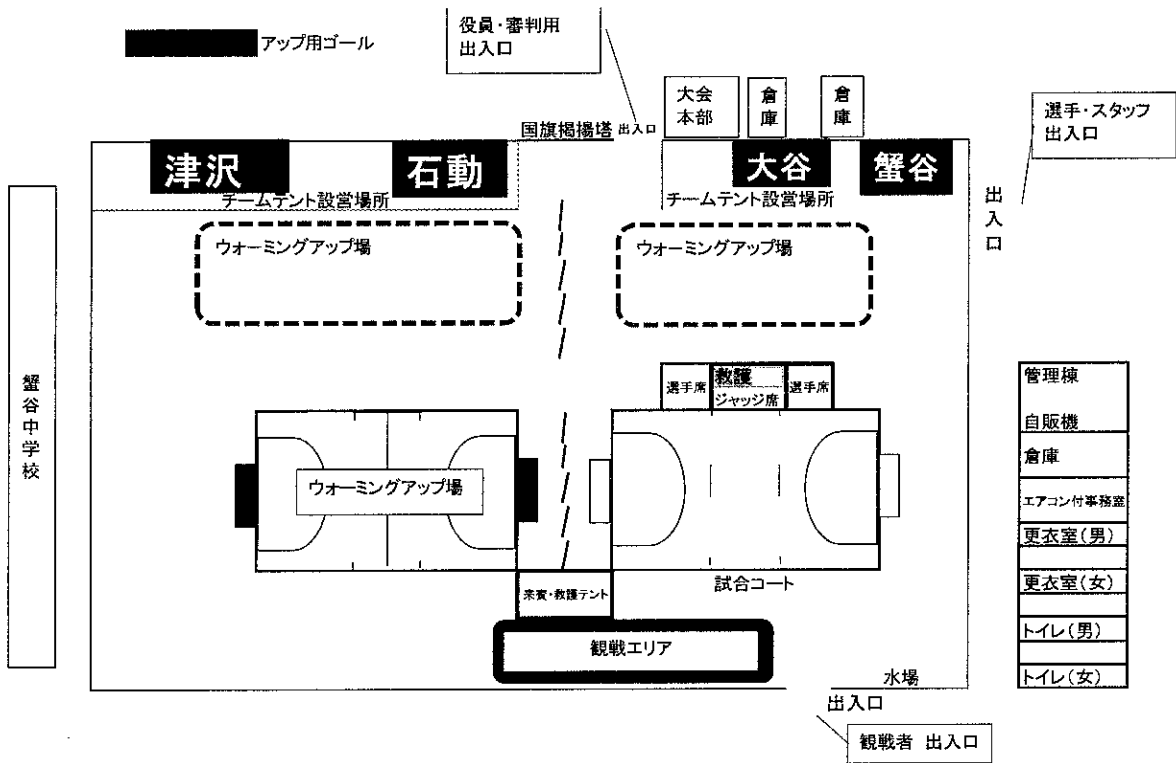 アップ用ゴール
役員・審判用
出入口
大会
本部
倉庫
倉庫
選手・スタッフ
出入口
国旗掲揚塔
出入口
津沢
石動
大谷
蟹谷
チームテント設営場所
チームテント設営場所
出入口
ウォーミングアップ場
ウォーミングアップ場
蟹谷中学校
選手席
救護
ジャッジ席
選手席
管理棟
自販機
倉庫
エアコン付事務室
更衣室(男)
更衣室(女)
トイレ(男)
トイレ(女)
ウォーミングアップ場
試合コート
来賓・救護テント
観戦エリア
水場
出入口
観戦者 出入口